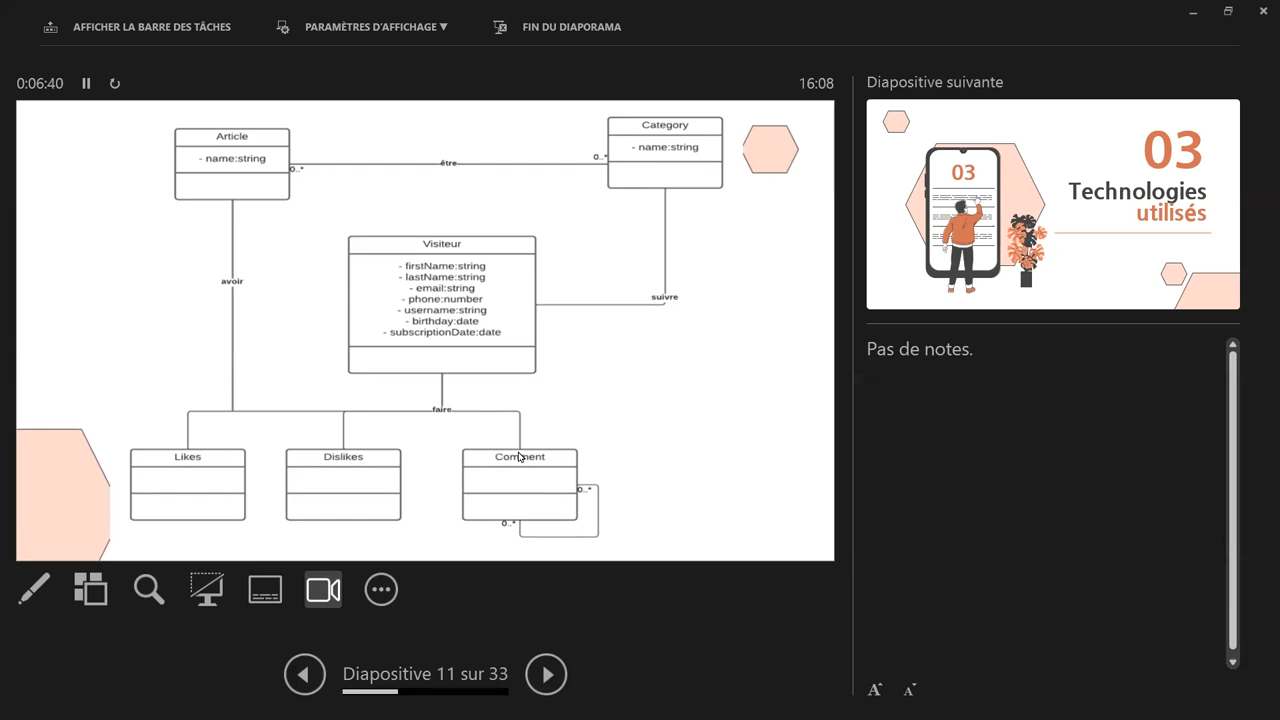 AFFICHER LA BARRE DES TÂCHES
PARAMÈTRES D'AFFICHAGE ▼
FIN DU DIAPORAMA
0:06:40
16:08
Article
- name:string
0..*
être
0..*
Category
- name:string
Visiteur
- firstName:string
- lastName:string
- email:string
- phone:number
- username:string
- birthday:date
- subscriptionDate:date
avoir
suivre
faire
Likes
Dislikes
Comment
0..*
0..*
Diapositive 11 sur 33
Diapositive suivante
03
03
Technologies
utilisés
Pas de notes.
A
A